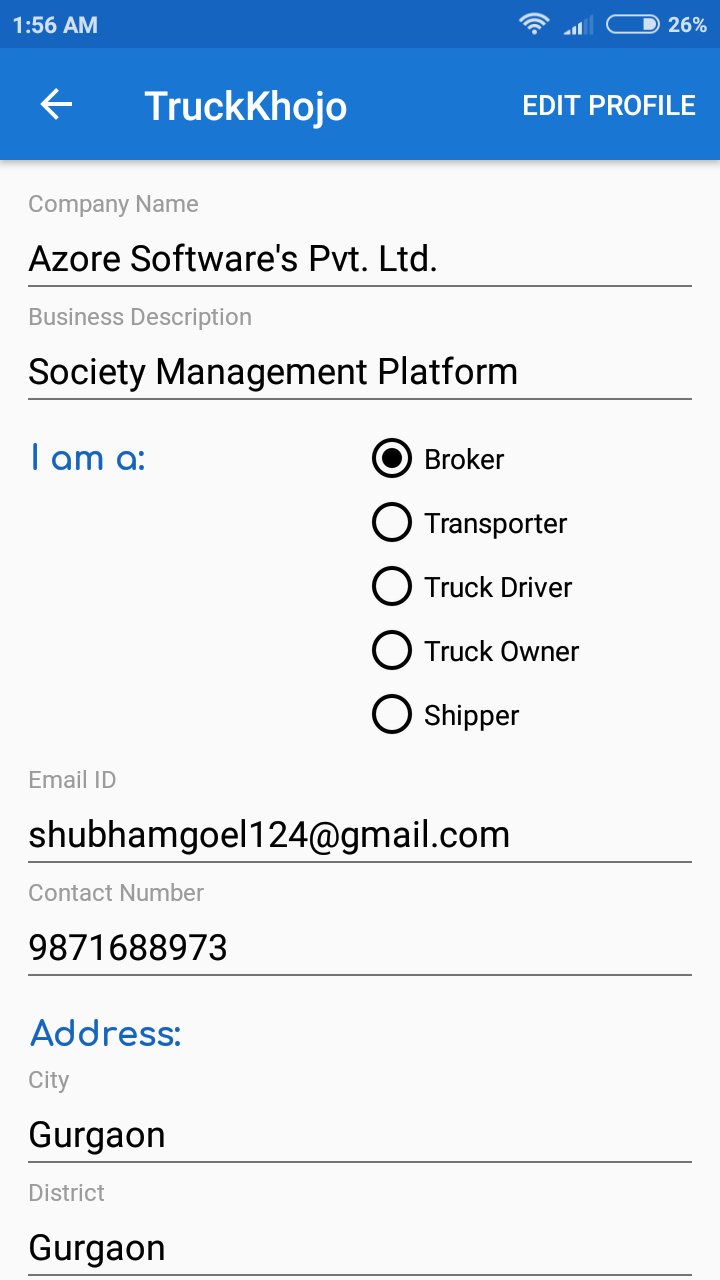 1:56 AM 26%
TruckKhojo EDIT PROFILE
Company Name
Azore Software's Pvt. Ltd.
Business Description
Society Management Platform
I am a: Broker
Transporter
Truck Driver
Truck Owner
Shipper
Email ID
shubhamgoel124@gmail.com
Contact Number
9871688973
Address:
City
Gurgaon
District
Gurgaon